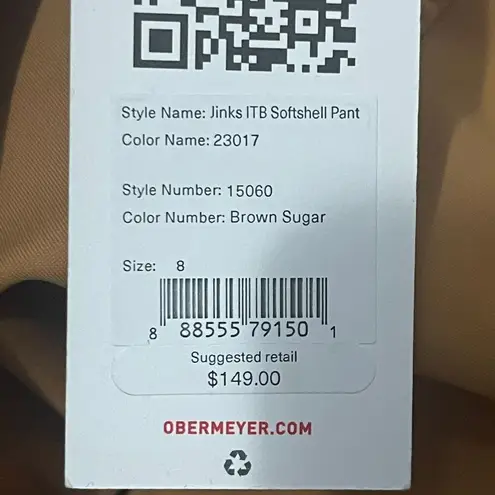 Style Name: Jinks ITB Softshell Pant
Color Name: 23017
Style Number: 15060
Color Number: Brown Sugar
Size: 8
8 88555 79150 1
Suggested retail
$149.00
OBERMEYER.COM